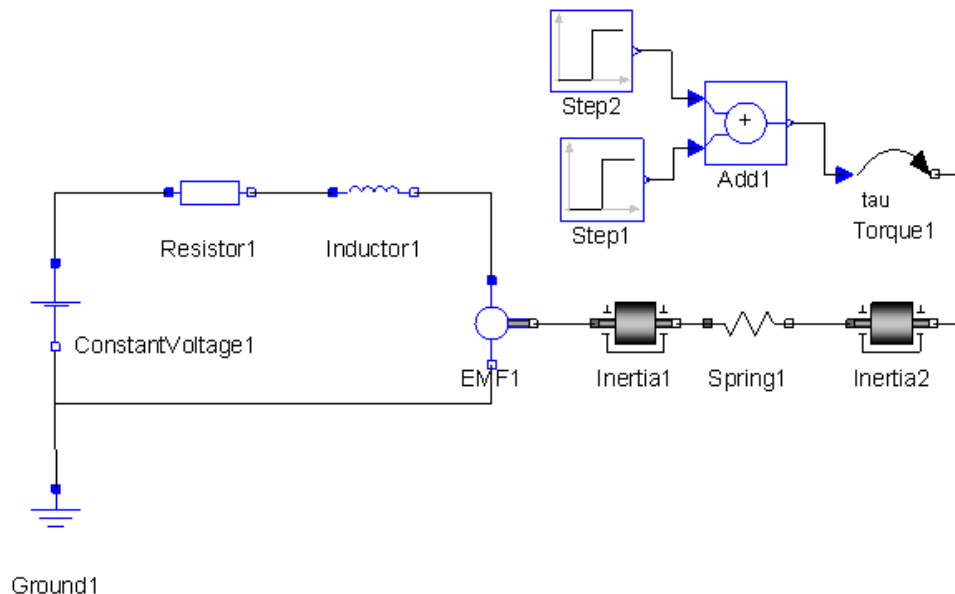 Step2
Add1
Step1
tau
Torque1
Resistor1
Inductor1
ConstantVoltage1
EMF1
Inertia1
Spring1
Inertia2
Ground1
+